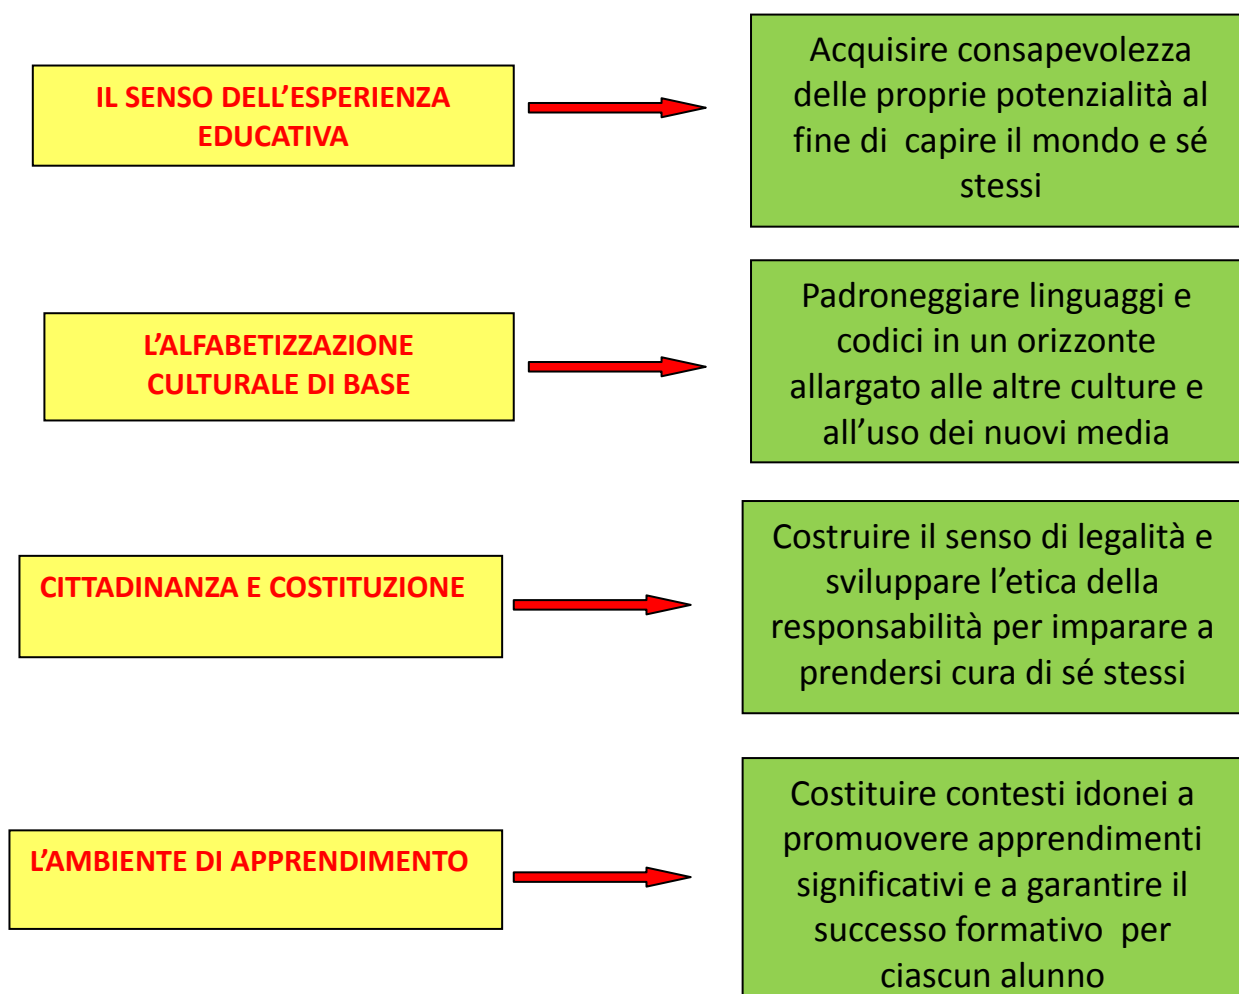 IL SENSO DELL’ESPERIENZA
EDUCATIVA
Acquisire consapevolezza
delle proprie potenzialità al
fine di  capire il mondo e sé
stessi
L’ALFABETIZZAZIONE
CULTURALE DI BASE
Padroneggiare linguaggi e
codici in un orizzonte
allargato alle altre culture e
all’uso dei nuovi media
CITTADINANZA E COSTITUZIONE
Costruire il senso di legalità e
sviluppare l’etica della
responsabilità per imparare a
prendersi cura di sé stessi
L’AMBIENTE DI APPRENDIMENTO
Costituire contesti idonei a
promuovere apprendimenti
significativi e a garantire il
successo formativo  per
ciascun alunno